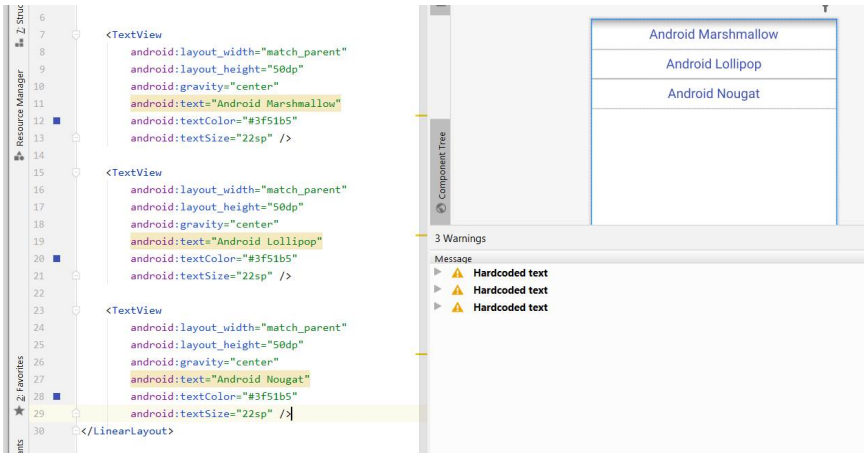 6
7 <TextView
8 android:layout_width="match_parent"
9 android:layout_height="50dp"
10 android:gravity="center"
11 android:text="Android Marshmallow"
12 android:textColor="#3f51b5"
13 android:textSize="22sp" />
14
15 <TextView
16 android:layout_width="match_parent"
17 android:layout_height="50dp"
18 android:gravity="center"
19 android:text="Android Lollipop"
20 android:textColor="#3f51b5"
21 android:textSize="22sp" />
22
23 <TextView
24 android:layout_width="match_parent"
25 android:layout_height="50dp"
26 android:gravity="center"
27 android:text="Android Nougat"
28 android:textColor="#3f51b5"
29 android:textSize="22sp" />
30 </LinearLayout>
Z: Struc
Resource Manager
2: Favorites
ants
Component Tree
Android Marshmallow
Android Lollipop
Android Nougat
3 Warnings
Message
Hardcoded text
Hardcoded text
Hardcoded text